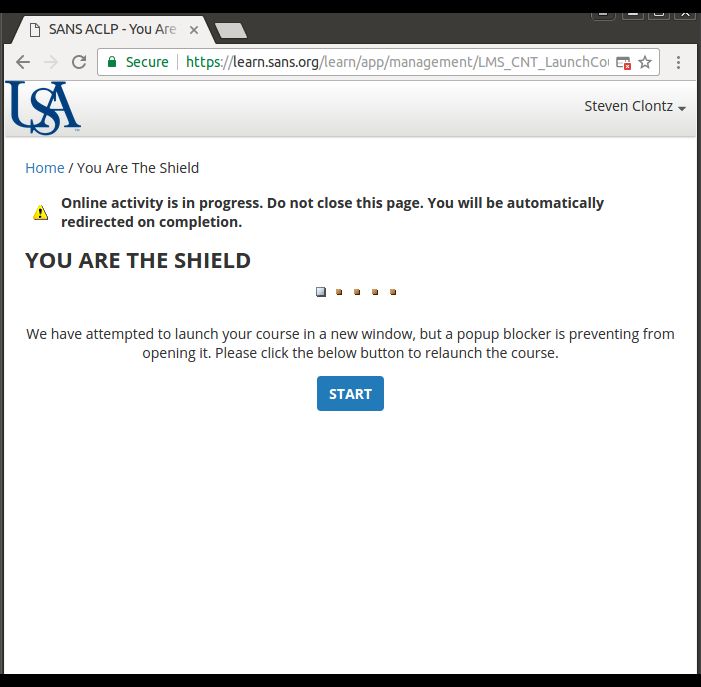 SANS ACLP - You Are
Secure https://learn.sans.org/learn/app/management/LMS_CNT_LaunchCou
USA
Steven Clontz
Home / You Are The Shield
Online activity is in progress. Do not close this page. You will be automatically
redirected on completion.
YOU ARE THE SHIELD
We have attempted to launch your course in a new window, but a popup blocker is preventing from
opening it. Please click the below button to relaunch the course.
START